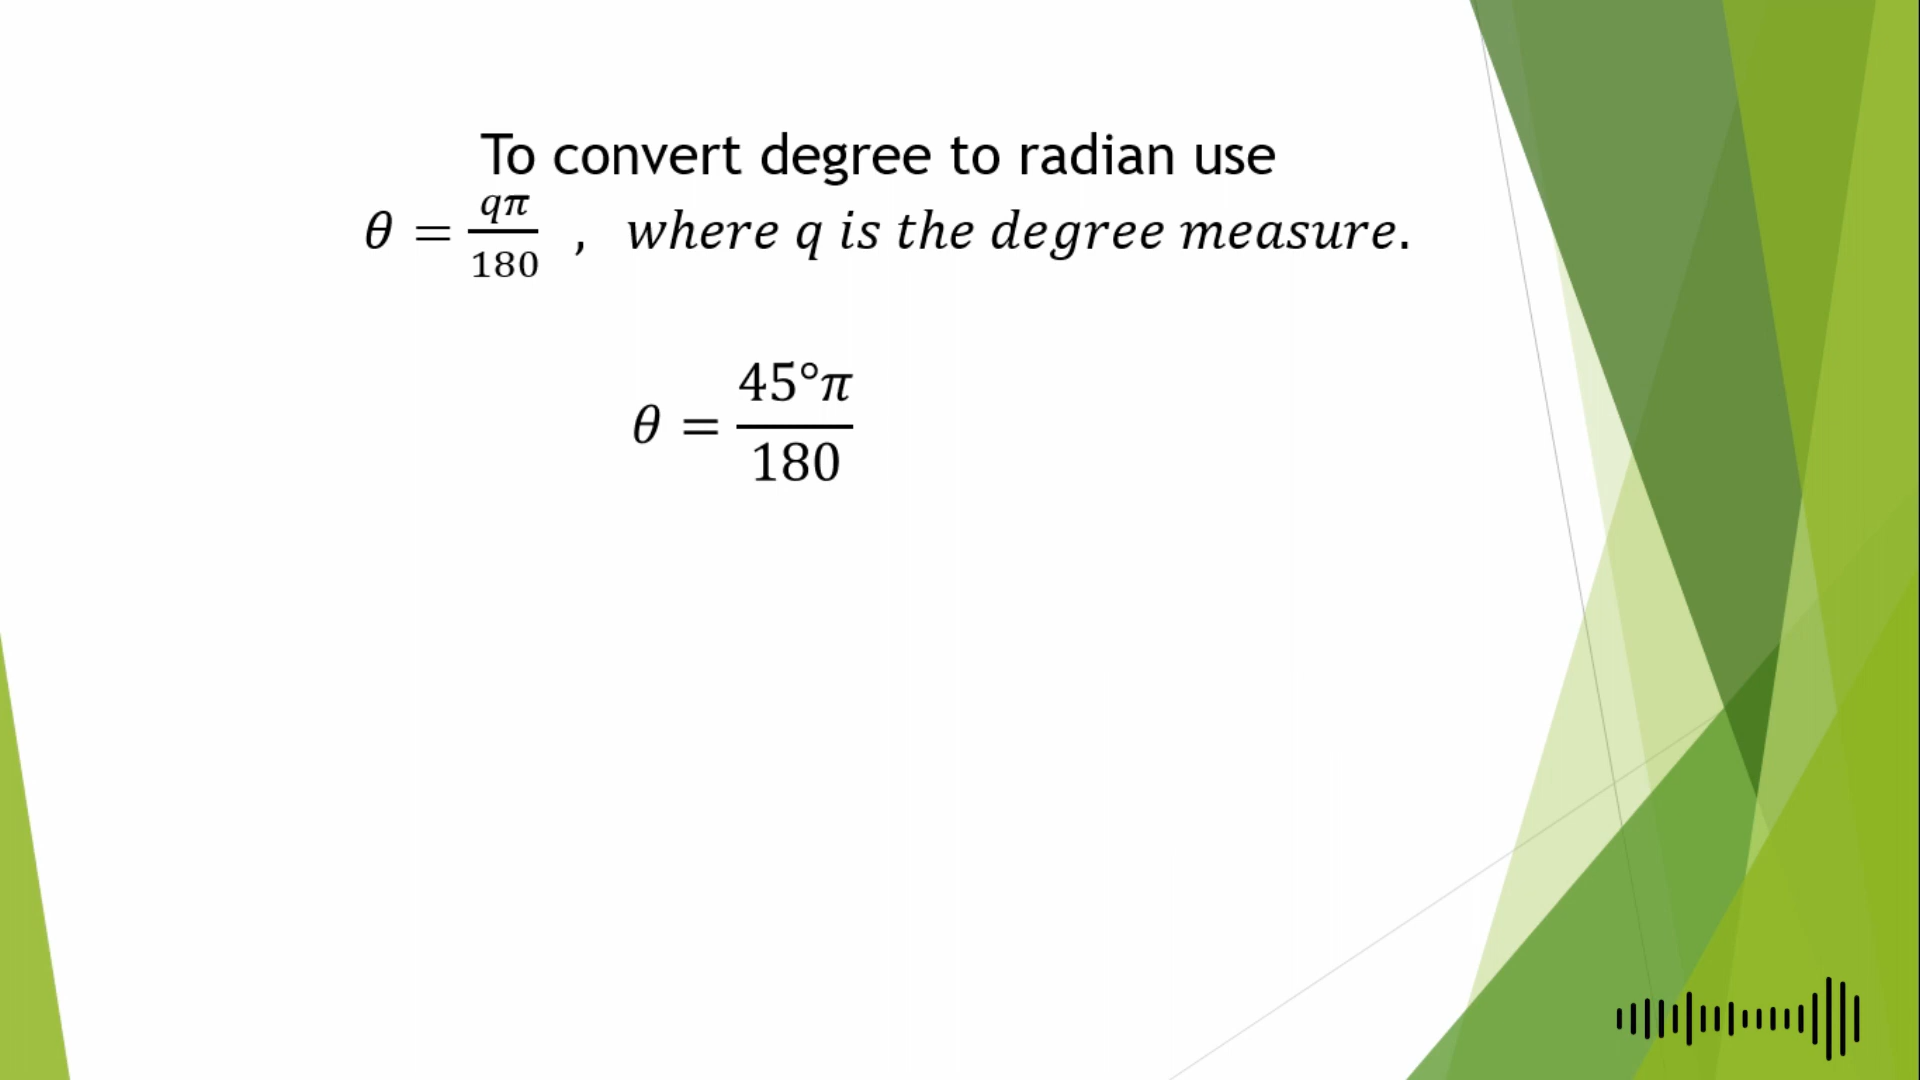 To convert degree to radian use
θ = qπ/180 , where q is the degree measure.
θ = 45°π/180